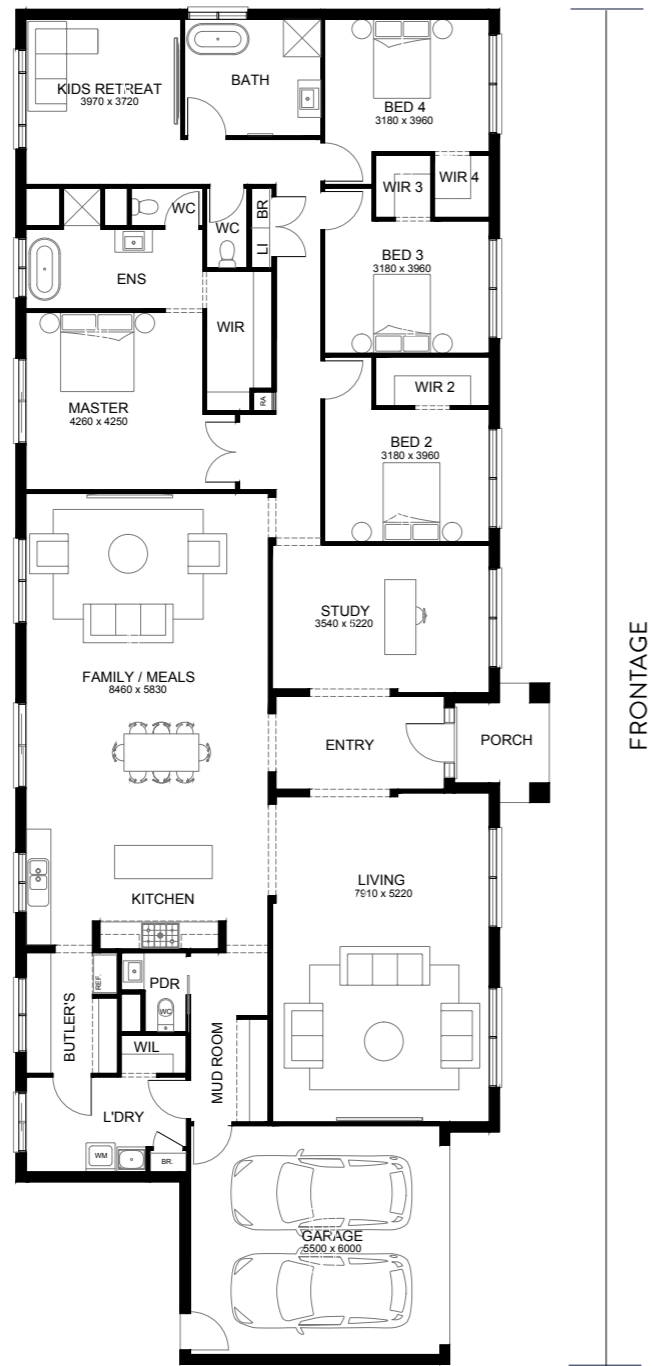 KIDS RETREAT
3970 x 3720
BATH
BED 4
3180 x 3960
WIR 3
WIR 4
WC
WC
BR
LI
ENS
BED 3
3180 x 3960
WIR
WIR 2
RA
MASTER
4260 x 4250
BED 2
3180 x 3960
STUDY
3540 x 5220
FAMILY / MEALS
8460 x 5830
FRONTAGE
ENTRY
PORCH
LIVING
7910 x 5220
KITCHEN
REF.
PDR
WC
BUTLER'S
WIL
MUD ROOM
L'DRY
WM
BR.
GARAGE
5500 x 6000